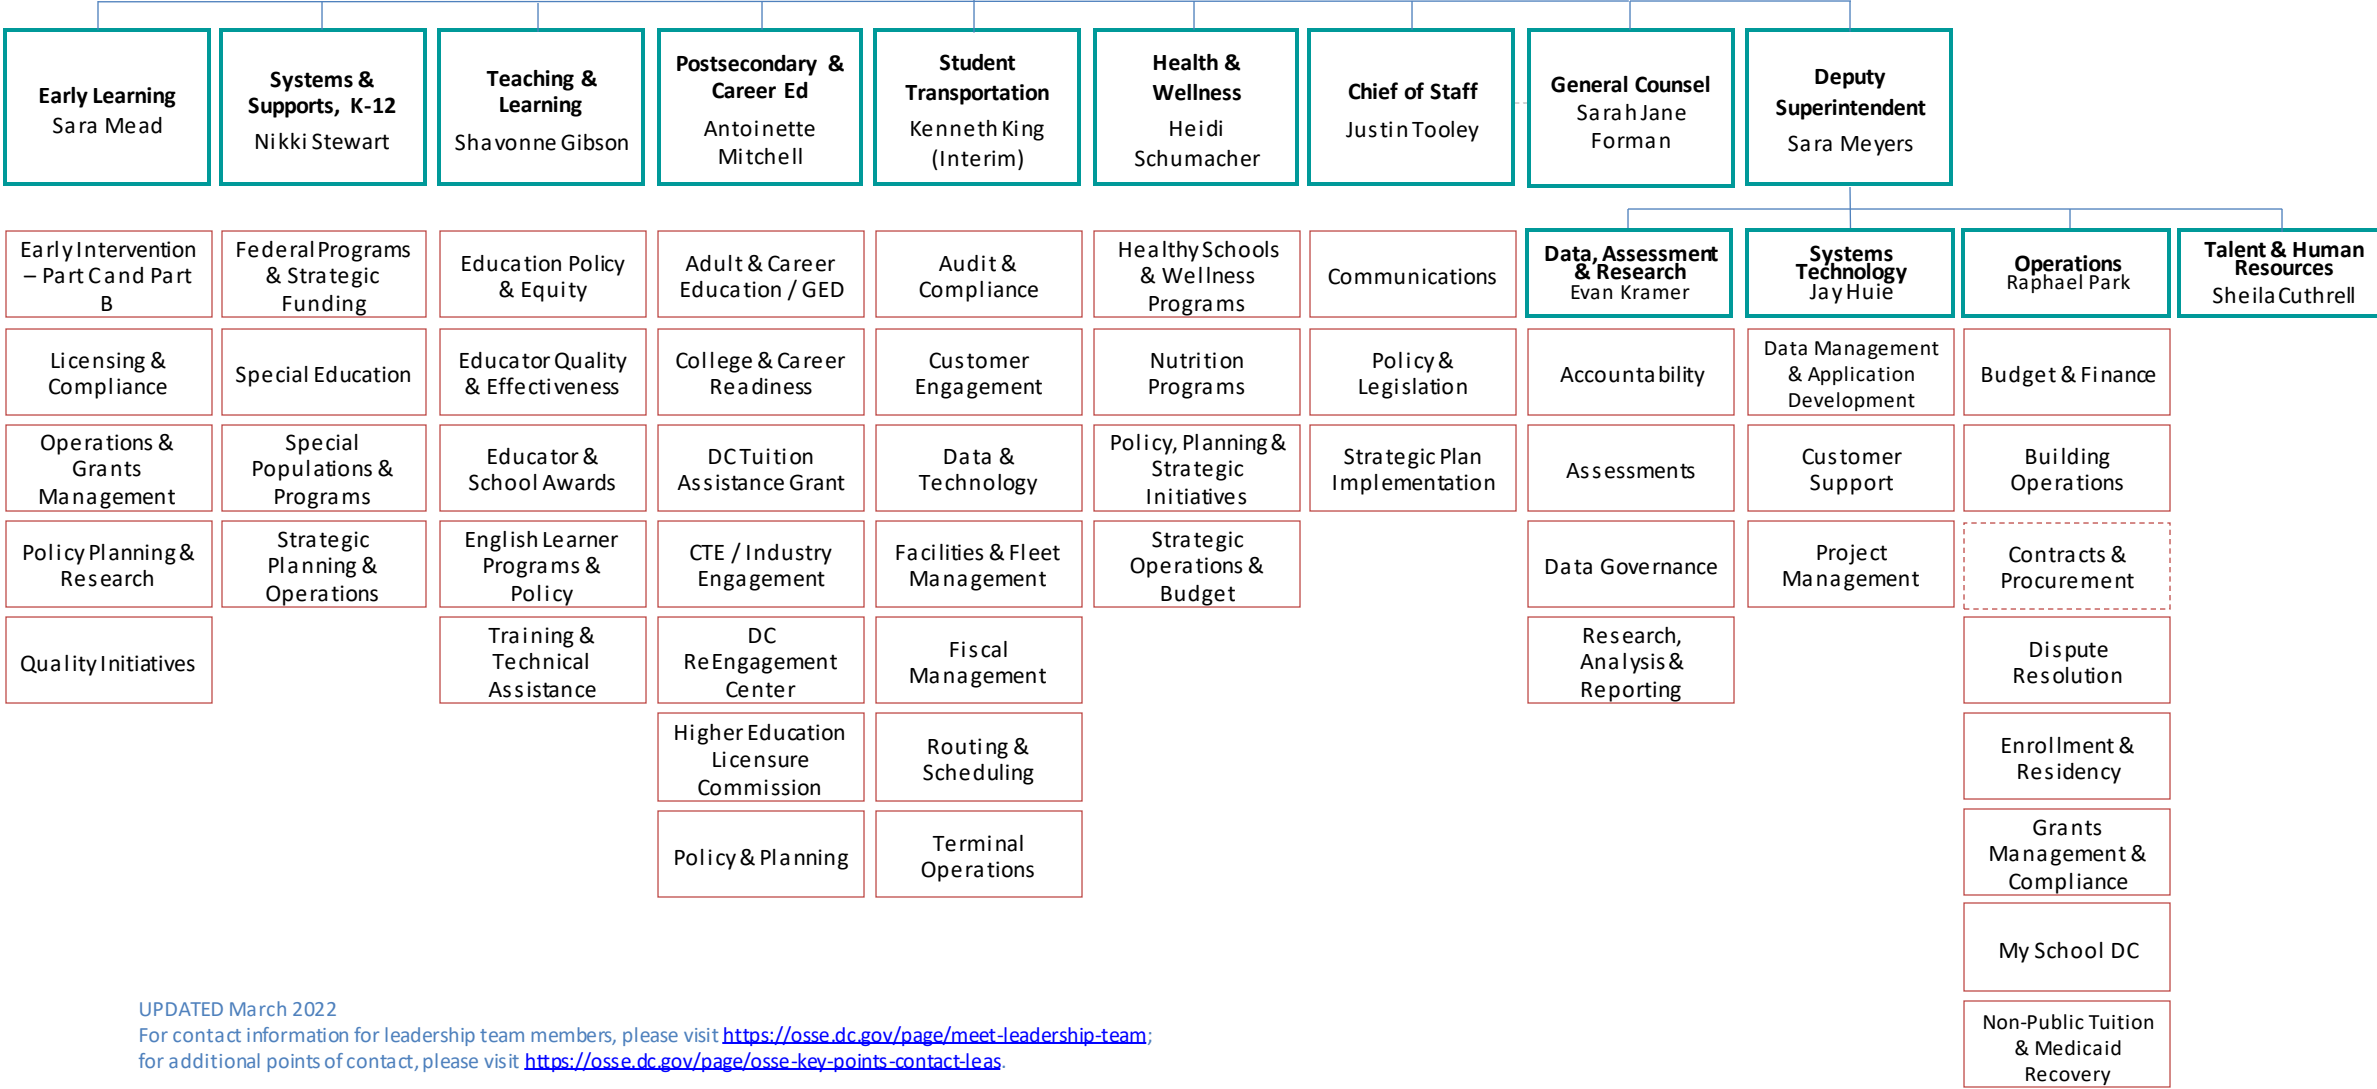 Early Learning
Sara Mead
Systems &
Supports, K-12
Nikki Stewart
Teaching &
Learning
Shavonne Gibson
Postsecondary &
Career Ed
Antoinette
Mitchell
Student
Transportation
Kenneth King
(Interim)
Health &
Wellness
Heidi
Schumacher
Chief of Staff
Justin Tooley
General Counsel
Sarah Jane
Forman
Deputy
Superintendent
Sara Meyers
Early Intervention
– Part C and Part
B
Licensing &
Compliance
Operations &
Grants
Management
Policy Planning &
Research
Quality Initiatives
Federal Programs
& Strategic
Funding
Special Education
Special
Populations &
Programs
Strategic
Planning &
Operations
Education Policy
& Equity
Educator Quality
& Effectiveness
Educator &
School Awards
English Learner
Programs &
Policy
Training &
Technical
Assistance
Adult & Career
Education / GED
College & Career
Readiness
DC Tuition
Assistance Grant
CTE / Industry
Engagement
DC
ReEngagement
Center
Higher Education
Licensure
Commission
Policy & Planning
Audit &
Compliance
Customer
Engagement
Data &
Technology
Facilities & Fleet
Management
Fiscal
Management
Routing &
Scheduling
Terminal
Operations
Healthy Schools
& Wellness
Programs
Nutrition
Programs
Policy, Planning &
Strategic
Initiatives
Strategic
Operations &
Budget
Communications
Policy &
Legislation
Strategic Plan
Implementation
Data, Assessment
& Research
Evan Kramer
Accountability
Assessments
Data Governance
Research,
Analysis &
Reporting
Systems
Technology
Jay Huie
Data Management
& Application
Development
Customer
Support
Project
Management
Operations
Raphael Park
Budget & Finance
Building
Operations
Contracts &
Procurement
Dispute
Resolution
Enrollment &
Residency
Grants
Management &
Compliance
My School DC
Non-Public Tuition
& Medicaid
Recovery
Talent & Human
Resources
Sheila Cuthrell
UPDATED March 2022
For contact information for leadership team members, please visit https://osse.dc.gov/page/meet-leadership-team;
for additional points of contact, please visit https://osse.dc.gov/page/osse-key-points-contact-leas.